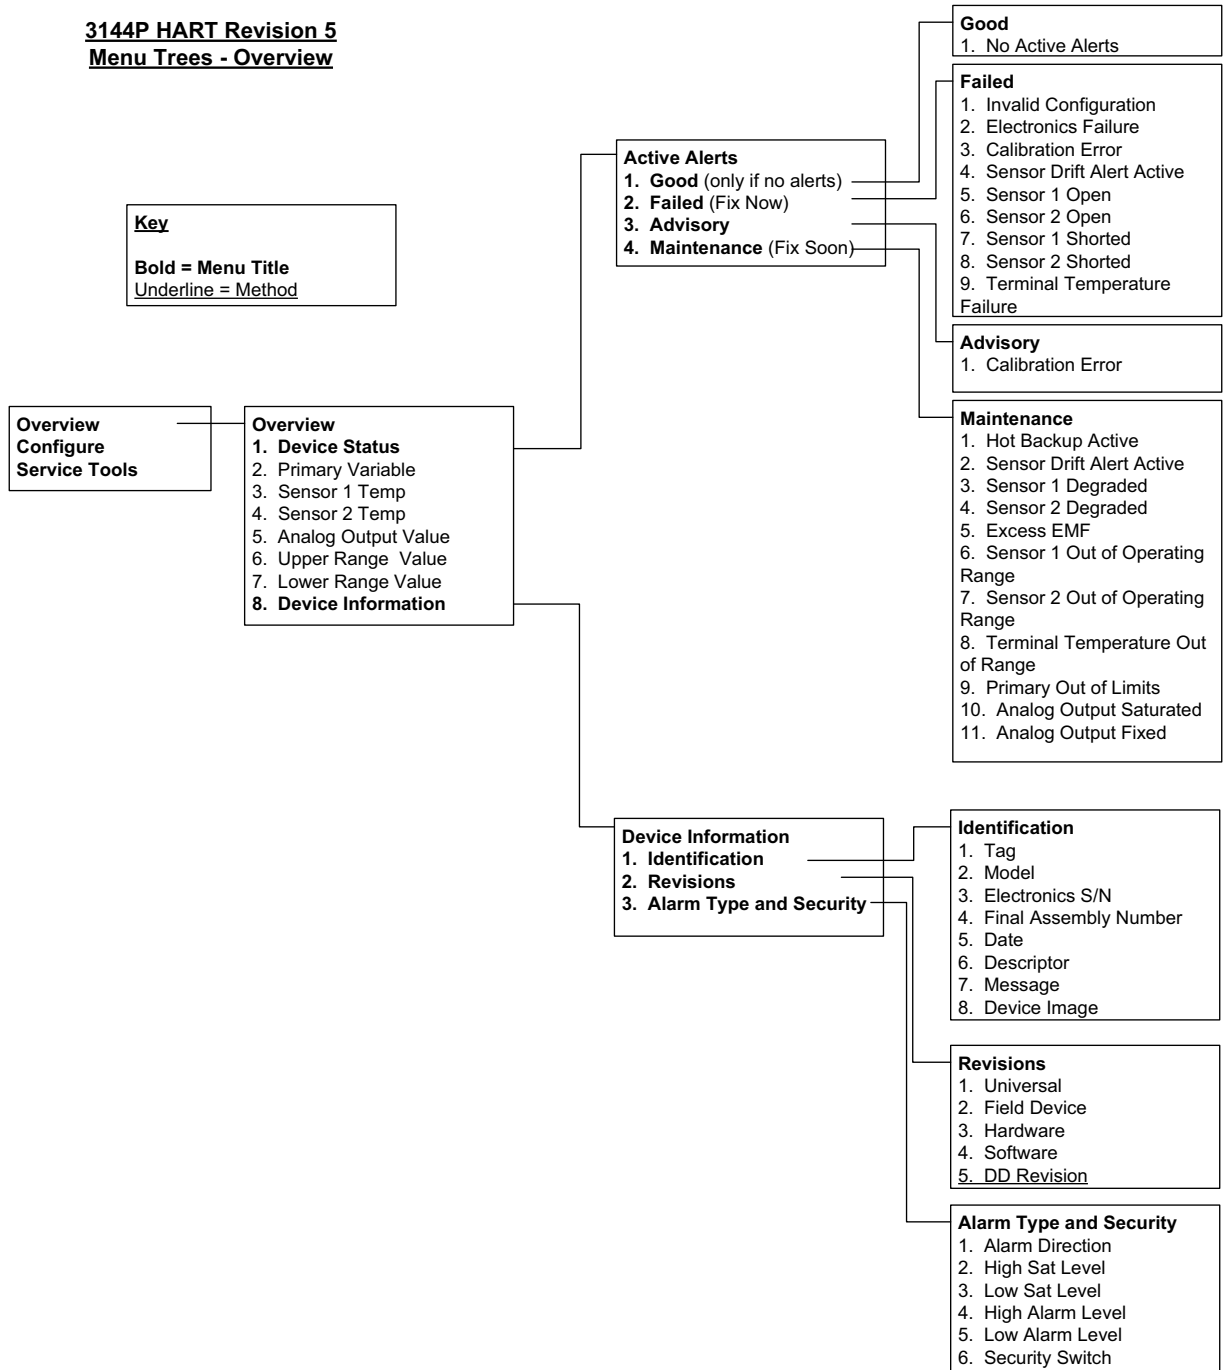 3144P HART Revision 5
Menu Trees - Overview
Key
Bold = Menu Title
Underline = Method
Overview
Configure
Service Tools
Overview
1. Device Status
2. Primary Variable
3. Sensor 1 Temp
4. Sensor 2 Temp
5. Analog Output Value
6. Upper Range Value
7. Lower Range Value
8. Device Information
Active Alerts
1. Good (only if no alerts)
2. Failed (Fix Now)
3. Advisory
4. Maintenance (Fix Soon)
Good
1. No Active Alerts
Failed
1. Invalid Configuration
2. Electronics Failure
3. Calibration Error
4. Sensor Drift Alert Active
5. Sensor 1 Open
6. Sensor 2 Open
7. Sensor 1 Shorted
8. Sensor 2 Shorted
9. Terminal Temperature
Failure
Advisory
1. Calibration Error
Maintenance
1. Hot Backup Active
2. Sensor Drift Alert Active
3. Sensor 1 Degraded
4. Sensor 2 Degraded
5. Excess EMF
6. Sensor 1 Out of Operating
Range
7. Sensor 2 Out of Operating
Range
8. Terminal Temperature Out
of Range
9. Primary Out of Limits
10. Analog Output Saturated
11. Analog Output Fixed
Device Information
1. Identification
2. Revisions
3. Alarm Type and Security
Identification
1. Tag
2. Model
3. Electronics S/N
4. Final Assembly Number
5. Date
6. Descriptor
7. Message
8. Device Image
Revisions
1. Universal
2. Field Device
3. Hardware
4. Software
5. DD Revision
Alarm Type and Security
1. Alarm Direction
2. High Sat Level
3. Low Sat Level
4. High Alarm Level
5. Low Alarm Level
6. Security Switch